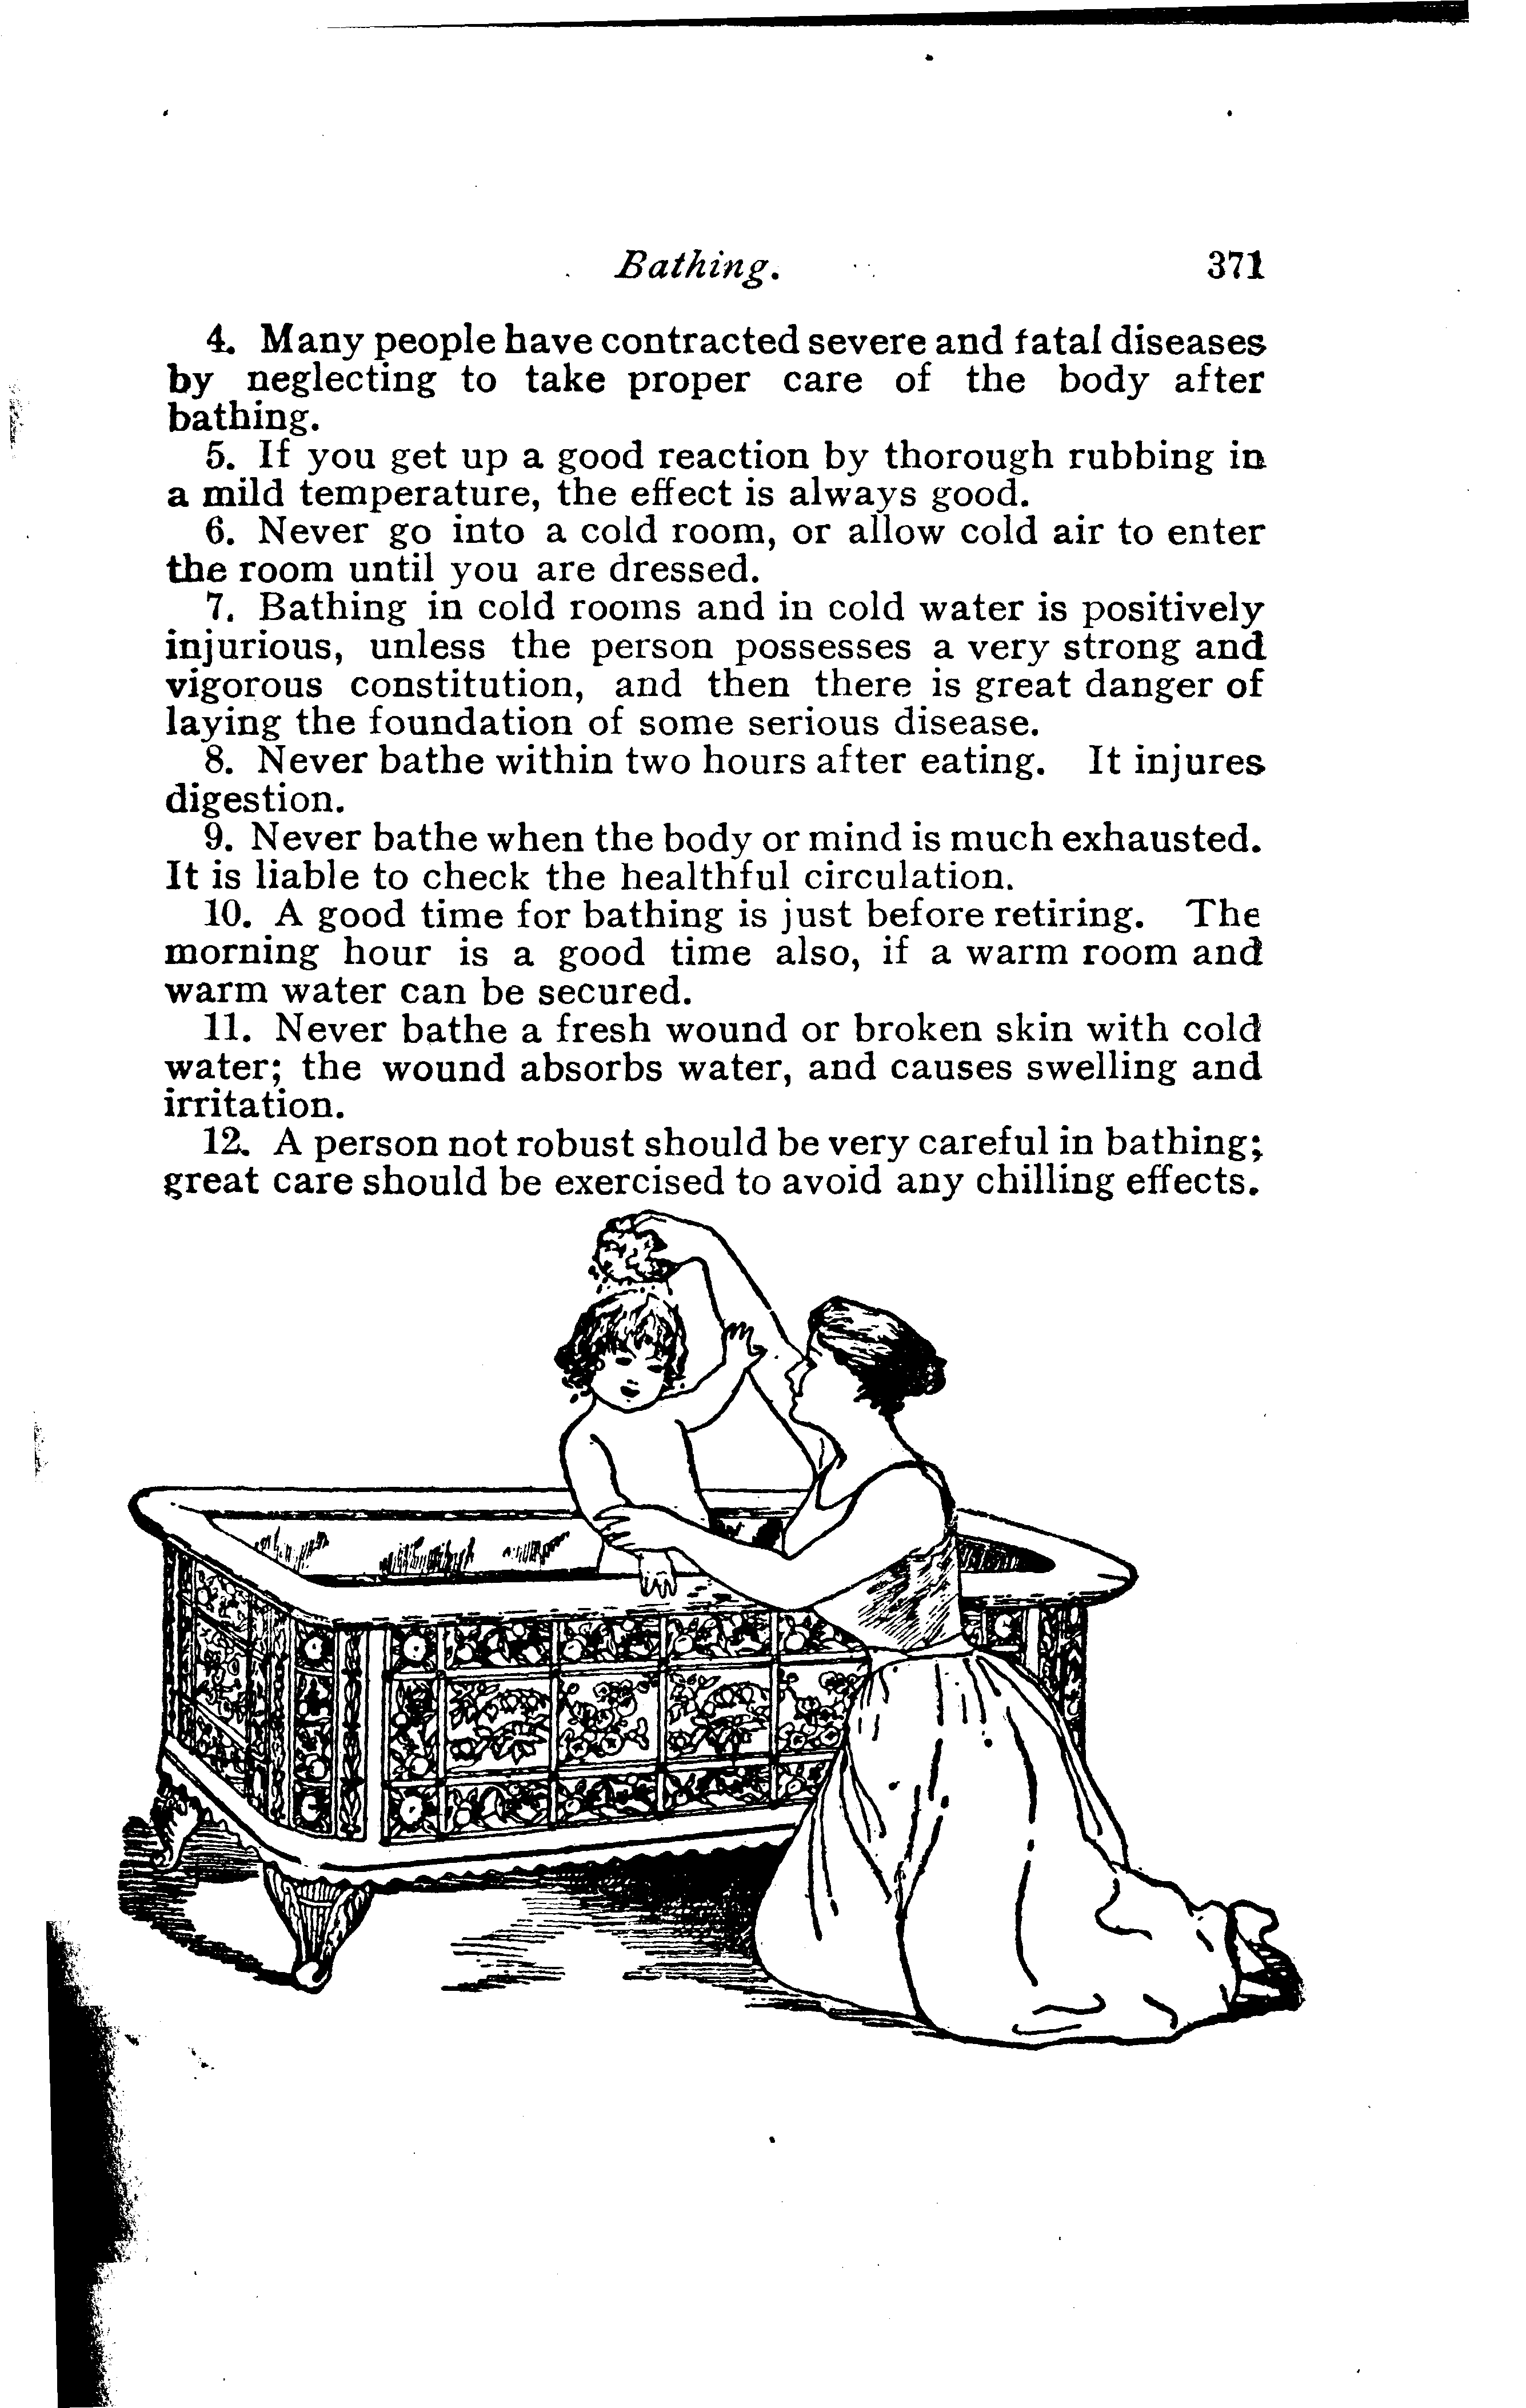 Bathing. 371
4. Many people have contracted severe and fatal diseases
by neglecting to take proper care of the body after
bathing.
5. If you get up a good reaction by thorough rubbing in
a mild temperature, the effect is always good.
6. Never go into a cold room, or allow cold air to enter
the room until you are dressed.
7. Bathing in cold rooms and in cold water is positively
injurious, unless the person possesses a very strong and
vigorous constitution, and then there is great danger of
laying the foundation of some serious disease.
8. Never bathe within two hours after eating. It injures
digestion.
9. Never bathe when the body or mind is much exhausted.
It is liable to check the healthful circulation.
10. A good time for bathing is just before retiring. The
morning hour is a good time also, if a warm room and
warm water can be secured.
11. Never bathe a fresh wound or broken skin with cold
water; the wound absorbs water, and causes swelling and
irritation.
12. A person not robust should be very careful in bathing;
great care should be exercised to avoid any chilling effects.